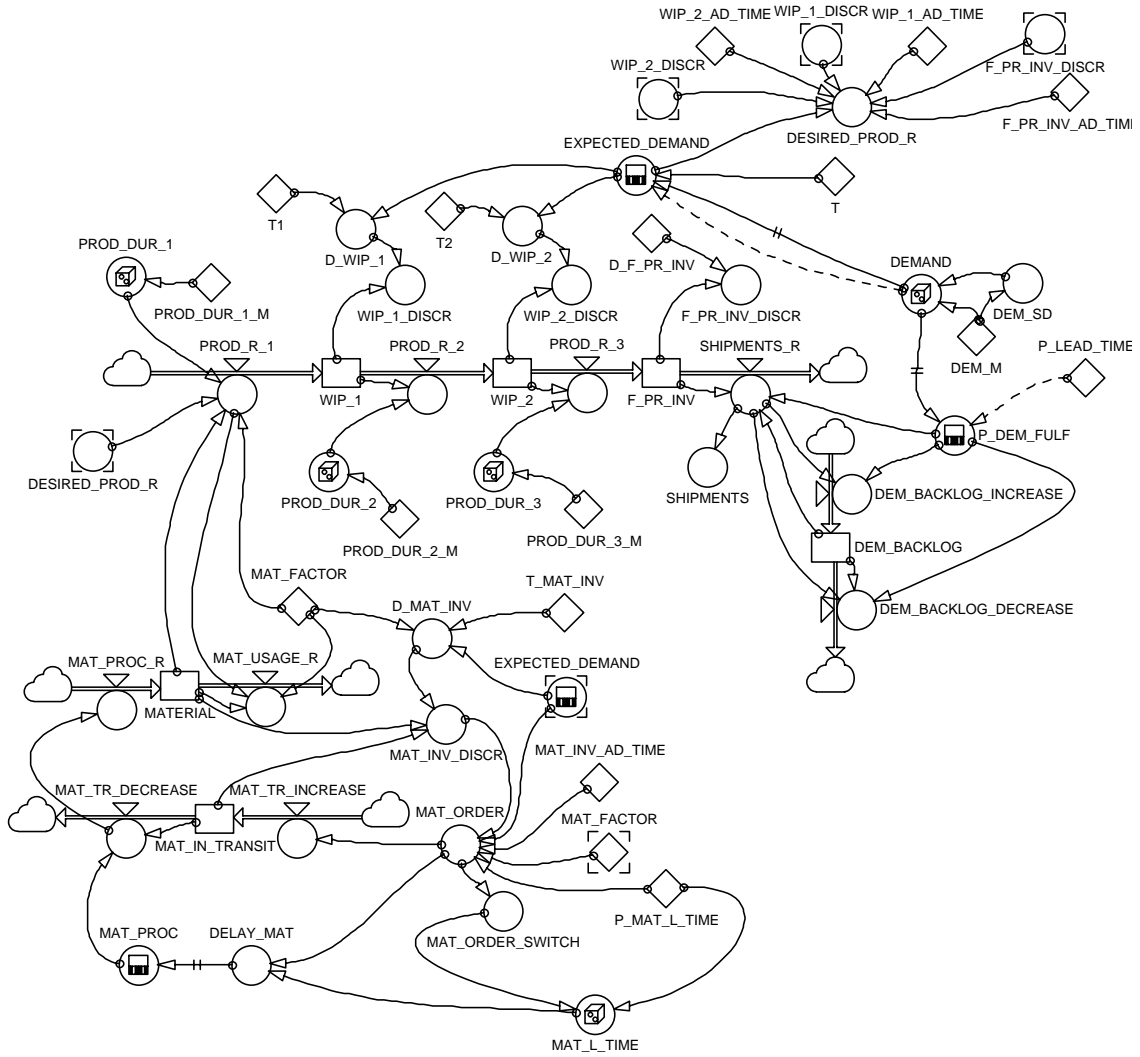 WIP_2_AD_TIME
WIP_1_DISCR
WIP_1_AD_TIME
WIP_2_DISCR
F_PR_INV_DISCR
F_PR_INV_AD_TIME
DESIRED_PROD_R
EXPECTED_DEMAND
T
T1
T2
D_WIP_1
D_WIP_2
D_F_PR_INV
PROD_DUR_1
PROD_DUR_1_M
DEMAND
DEM_SD
DEM_M
WIP_1_DISCR
WIP_2_DISCR
F_PR_INV_DISCR
PROD_R_1
PROD_R_2
PROD_R_3
SHIPMENTS_R
P_LEAD_TIME
WIP_1
WIP_2
F_PR_INV
P_DEM_FULF
DESIRED_PROD_R
PROD_DUR_2
PROD_DUR_3
SHIPMENTS
DEM_BACKLOG_INCREASE
PROD_DUR_2_M
PROD_DUR_3_M
DEM_BACKLOG
MAT_FACTOR
T_MAT_INV
D_MAT_INV
DEM_BACKLOG_DECREASE
MAT_PROC_R
MAT_USAGE_R
EXPECTED_DEMAND
MATERIAL
MAT_INV_DISCR
MAT_INV_AD_TIME
MAT_TR_DECREASE
MAT_TR_INCREASE
MAT_ORDER
MAT_FACTOR
MAT_IN_TRANSIT
P_MAT_L_TIME
MAT_PROC
DELAY_MAT
MAT_ORDER_SWITCH
MAT_L_TIME